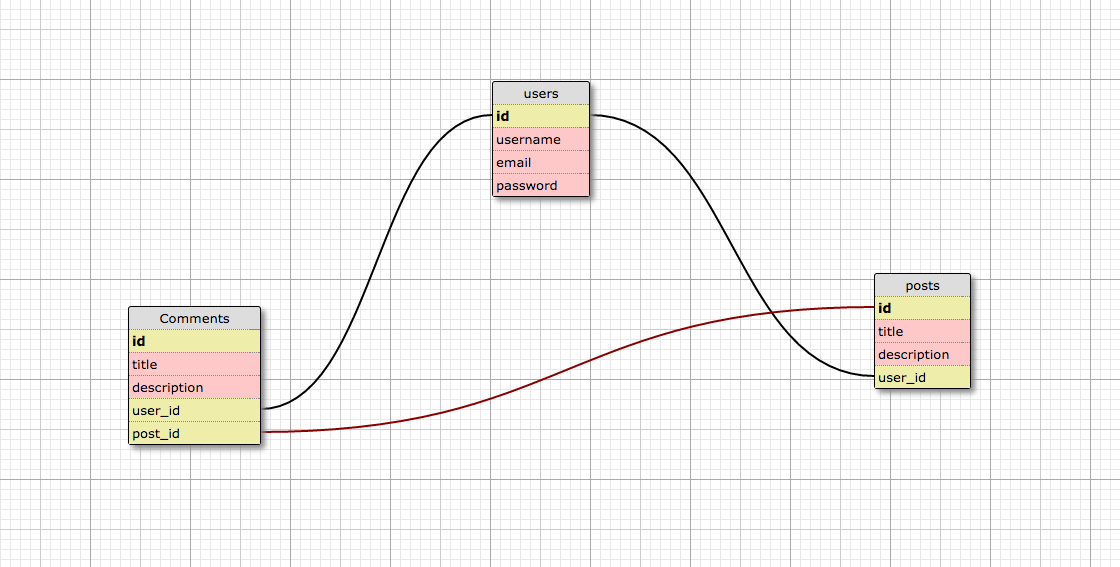 users
id
username
email
password
posts
id
title
description
user_id
Comments
id
title
description
user_id
post_id